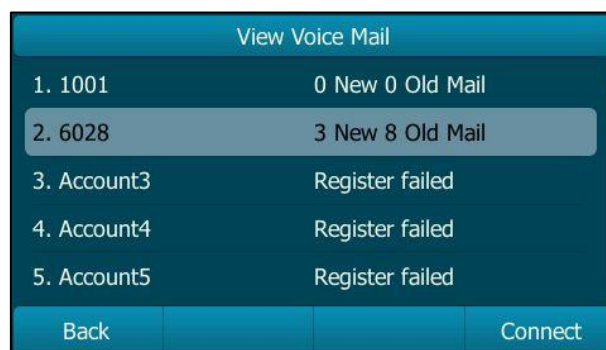 View Voice Mail
1. 1001 0 New 0 Old Mail
2. 6028 3 New 8 Old Mail
3. Account3 Register failed
4. Account4 Register failed
5. Account5 Register failed
Back Connect